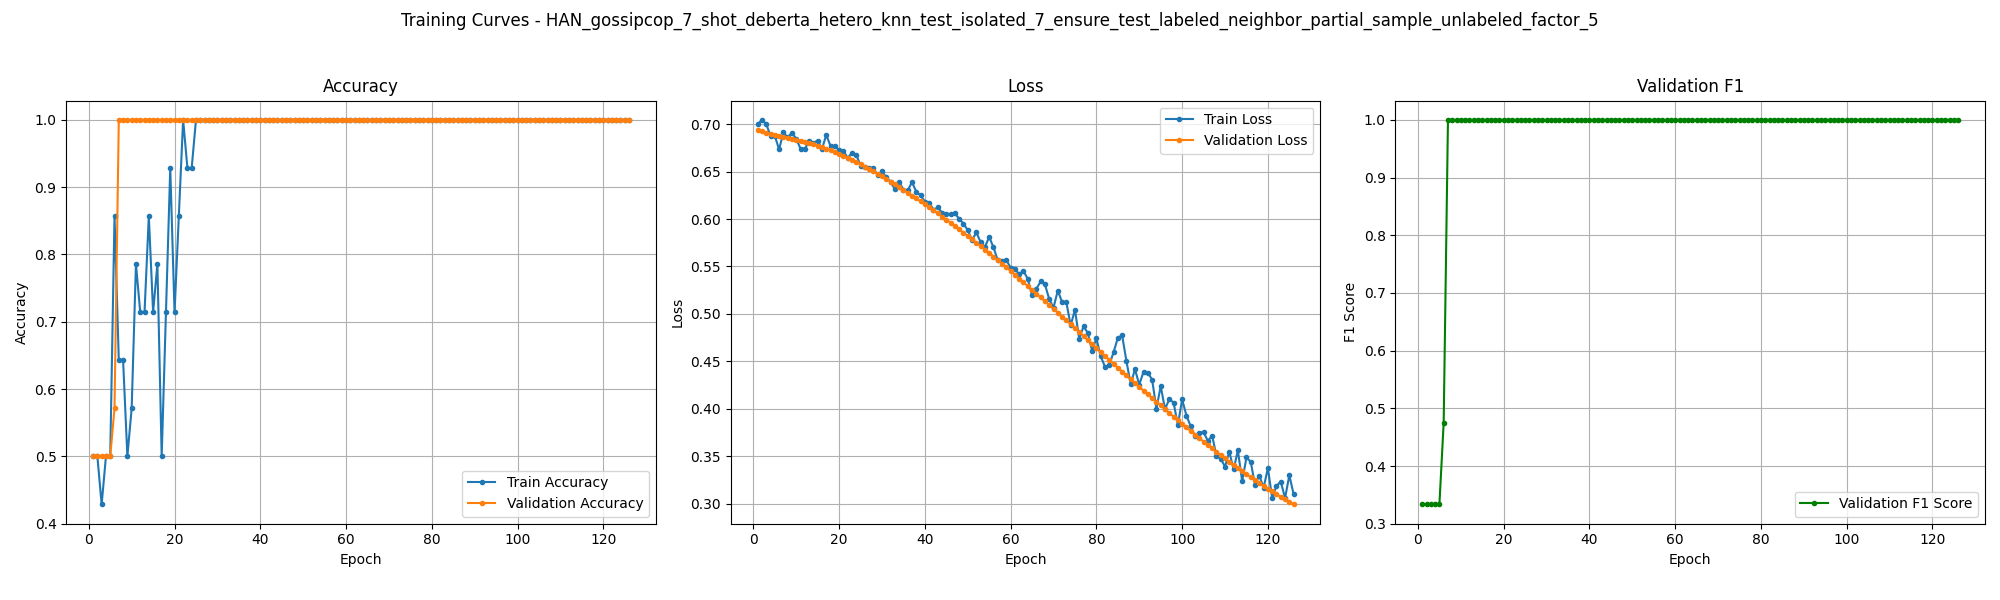 Training Curves - HAN_gossipcop_7_shot_deberta_hetero_knn_test_isolated_7_ensure_test_labeled_neighbor_partial_sample_unlabeled_factor_5
Accuracy
1.0
0.9
0.8
0.7
0.6
0.5
0.4
Accuracy
Train Accuracy
Validation Accuracy
0 20 40 60 80 100 120
Epoch
Loss
0.70
0.65
0.60
0.55
0.50
0.45
0.40
0.35
0.30
Loss
Train Loss
Validation Loss
0 20 40 60 80 100 120
Epoch
Validation F1
1.0
0.9
0.8
0.7
0.6
0.5
0.4
0.3
F1 Score
Validation F1 Score
0 20 40 60 80 100 120
Epoch